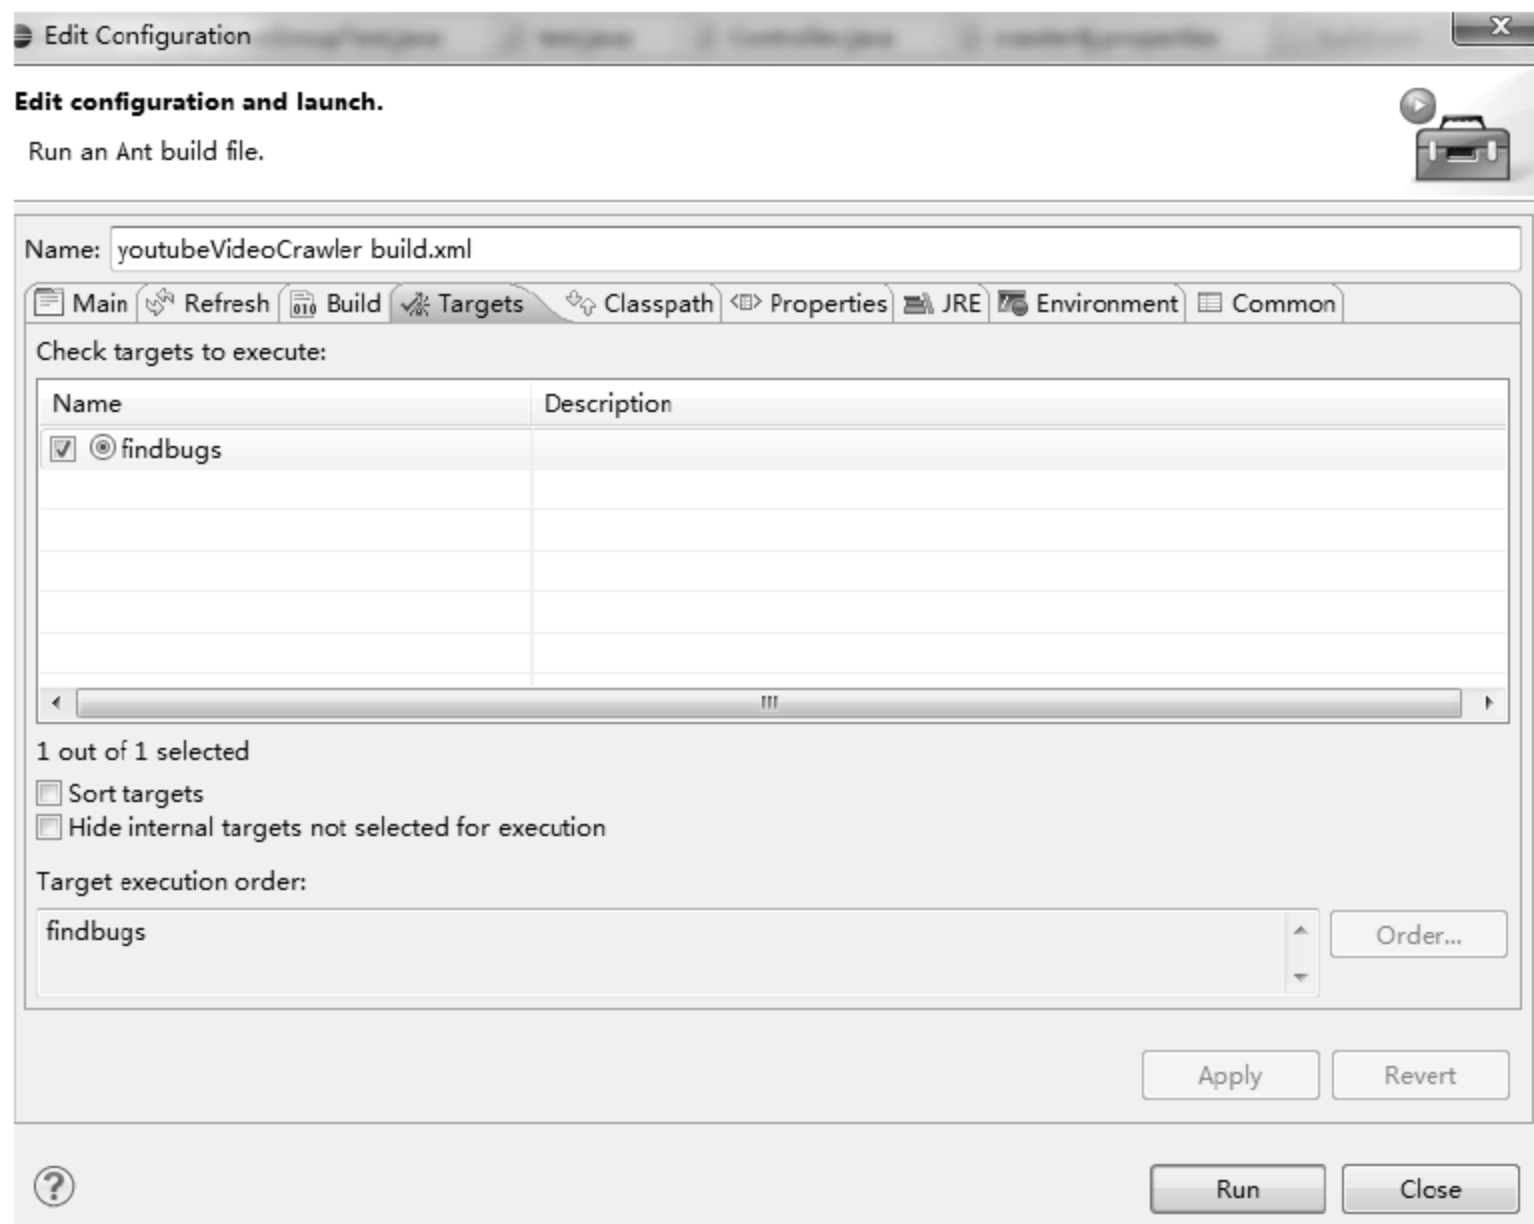 Edit Configuration
Edit configuration and launch.
Run an Ant build file.
Name: youtubeVideoCrawler build.xml
Main Refresh Build Targets Classpath Properties JRE Environment Common
Check targets to execute:
Name Description
findbugs
1 out of 1 selected
Sort targets
Hide internal targets not selected for execution
Target execution order:
findbugs
Order...
Apply Revert
Run Close